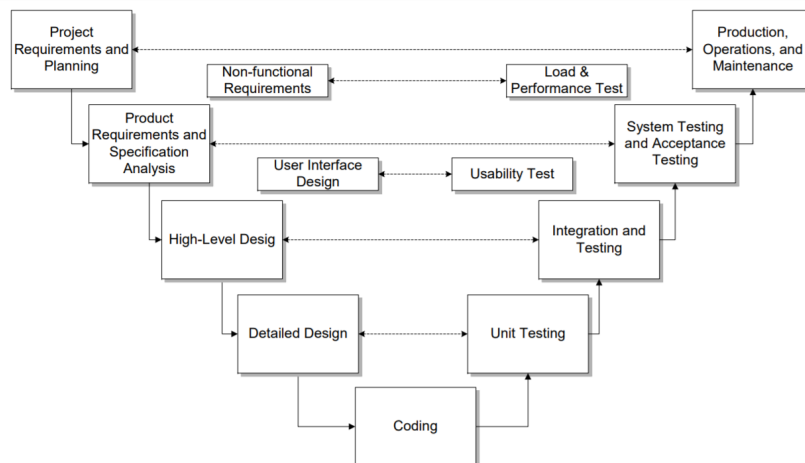 Project
Requirements and
Planning
Production,
Operations, and
Maintenance
Non-functional
Requirements
Load &
Performance Test
Product
Requirements and
Specification
Analysis
System Testing
and Acceptance
Testing
User Interface
Design
Usability Test
High-Level Desig
Integration and
Testing
Detailed Design
Unit Testing
Coding